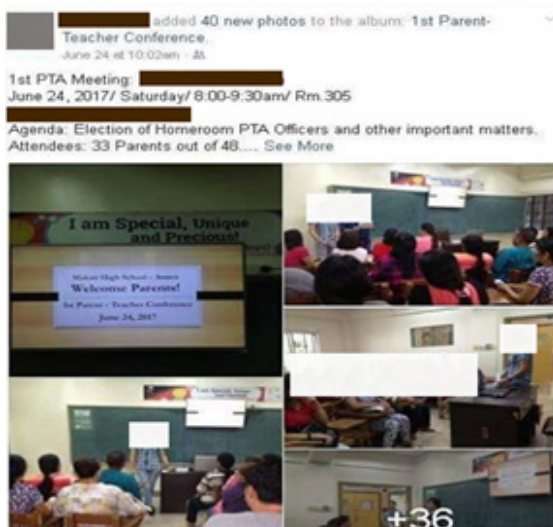 added 40 new photos to the album: 1st Parent-
Teacher Conference.
June 24 at 10:02am
1st PTA Meeting:
June 24, 2017/ Saturday/ 8:00-9:30am/ Rm.305
Agenda: Election of Homeroom PTA Officers and other important matters.
Attendees: 33 Parents out of 48.... See More
I am Special, Unique
and Precious!
Makati High School - Annex
Welcome Parents!
1st Parent - Teacher Conference
June 24, 2017
+36